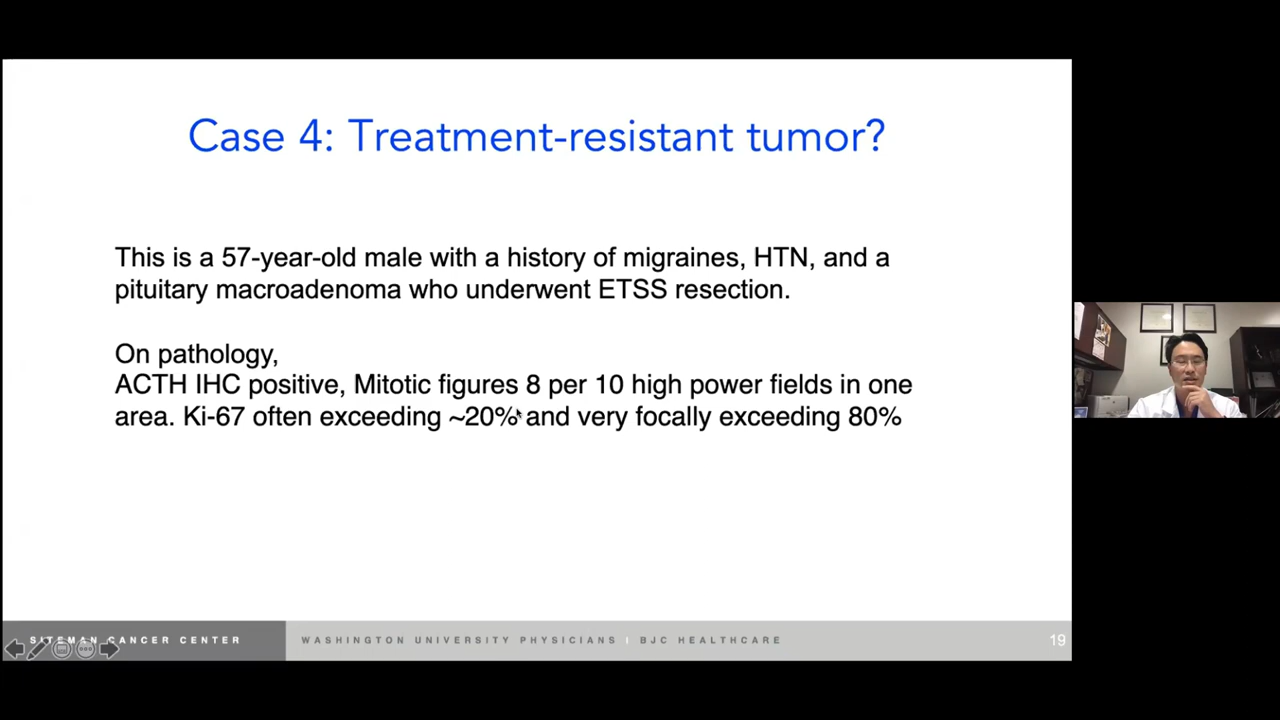 Case 4: Treatment-resistant tumor?
This is a 57-year-old male with a history of migraines, HTN, and a
pituitary macroadenoma who underwent ETSS resection.
On pathology,
ACTH IHC positive, Mitotic figures 8 per 10 high power fields in one
area. Ki-67 often exceeding ~20% and very focally exceeding 80%
SITEMAN CANCER CENTER
WASHINGTON UNIVERSITY PHYSICIANS | BJC HEALTHCARE
19